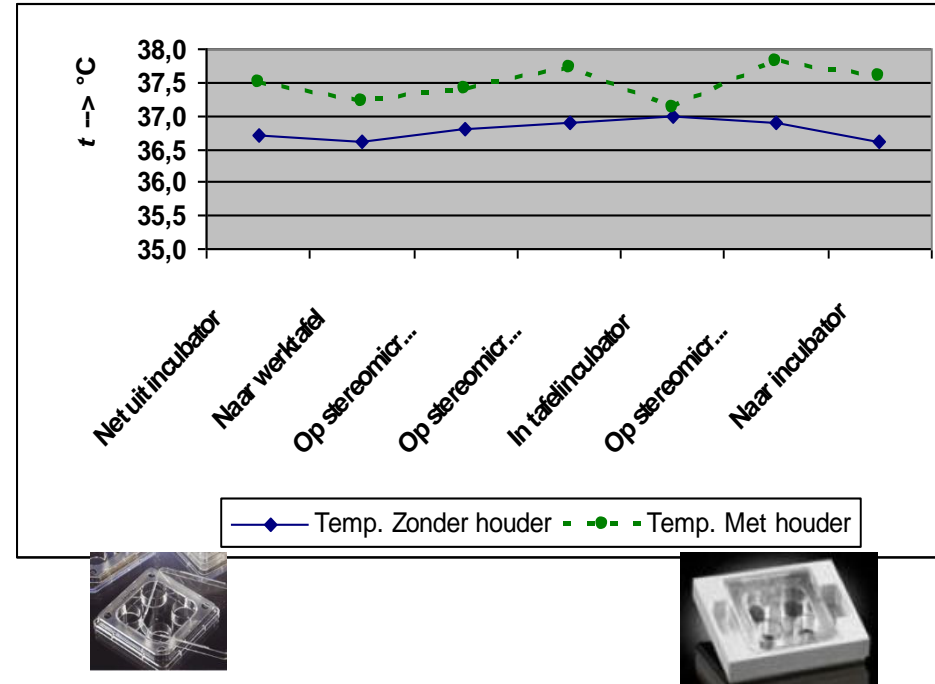 t --> °C
38,0
37,5
37,0
36,5
36,0
35,5
35,0
Net uit incubator
Naar werktafel
Op stereomicr...
Op stereomicr...
In tafelincubator
Op stereomicr...
Naar incubator
Temp. Zonder houder
Temp. Met houder